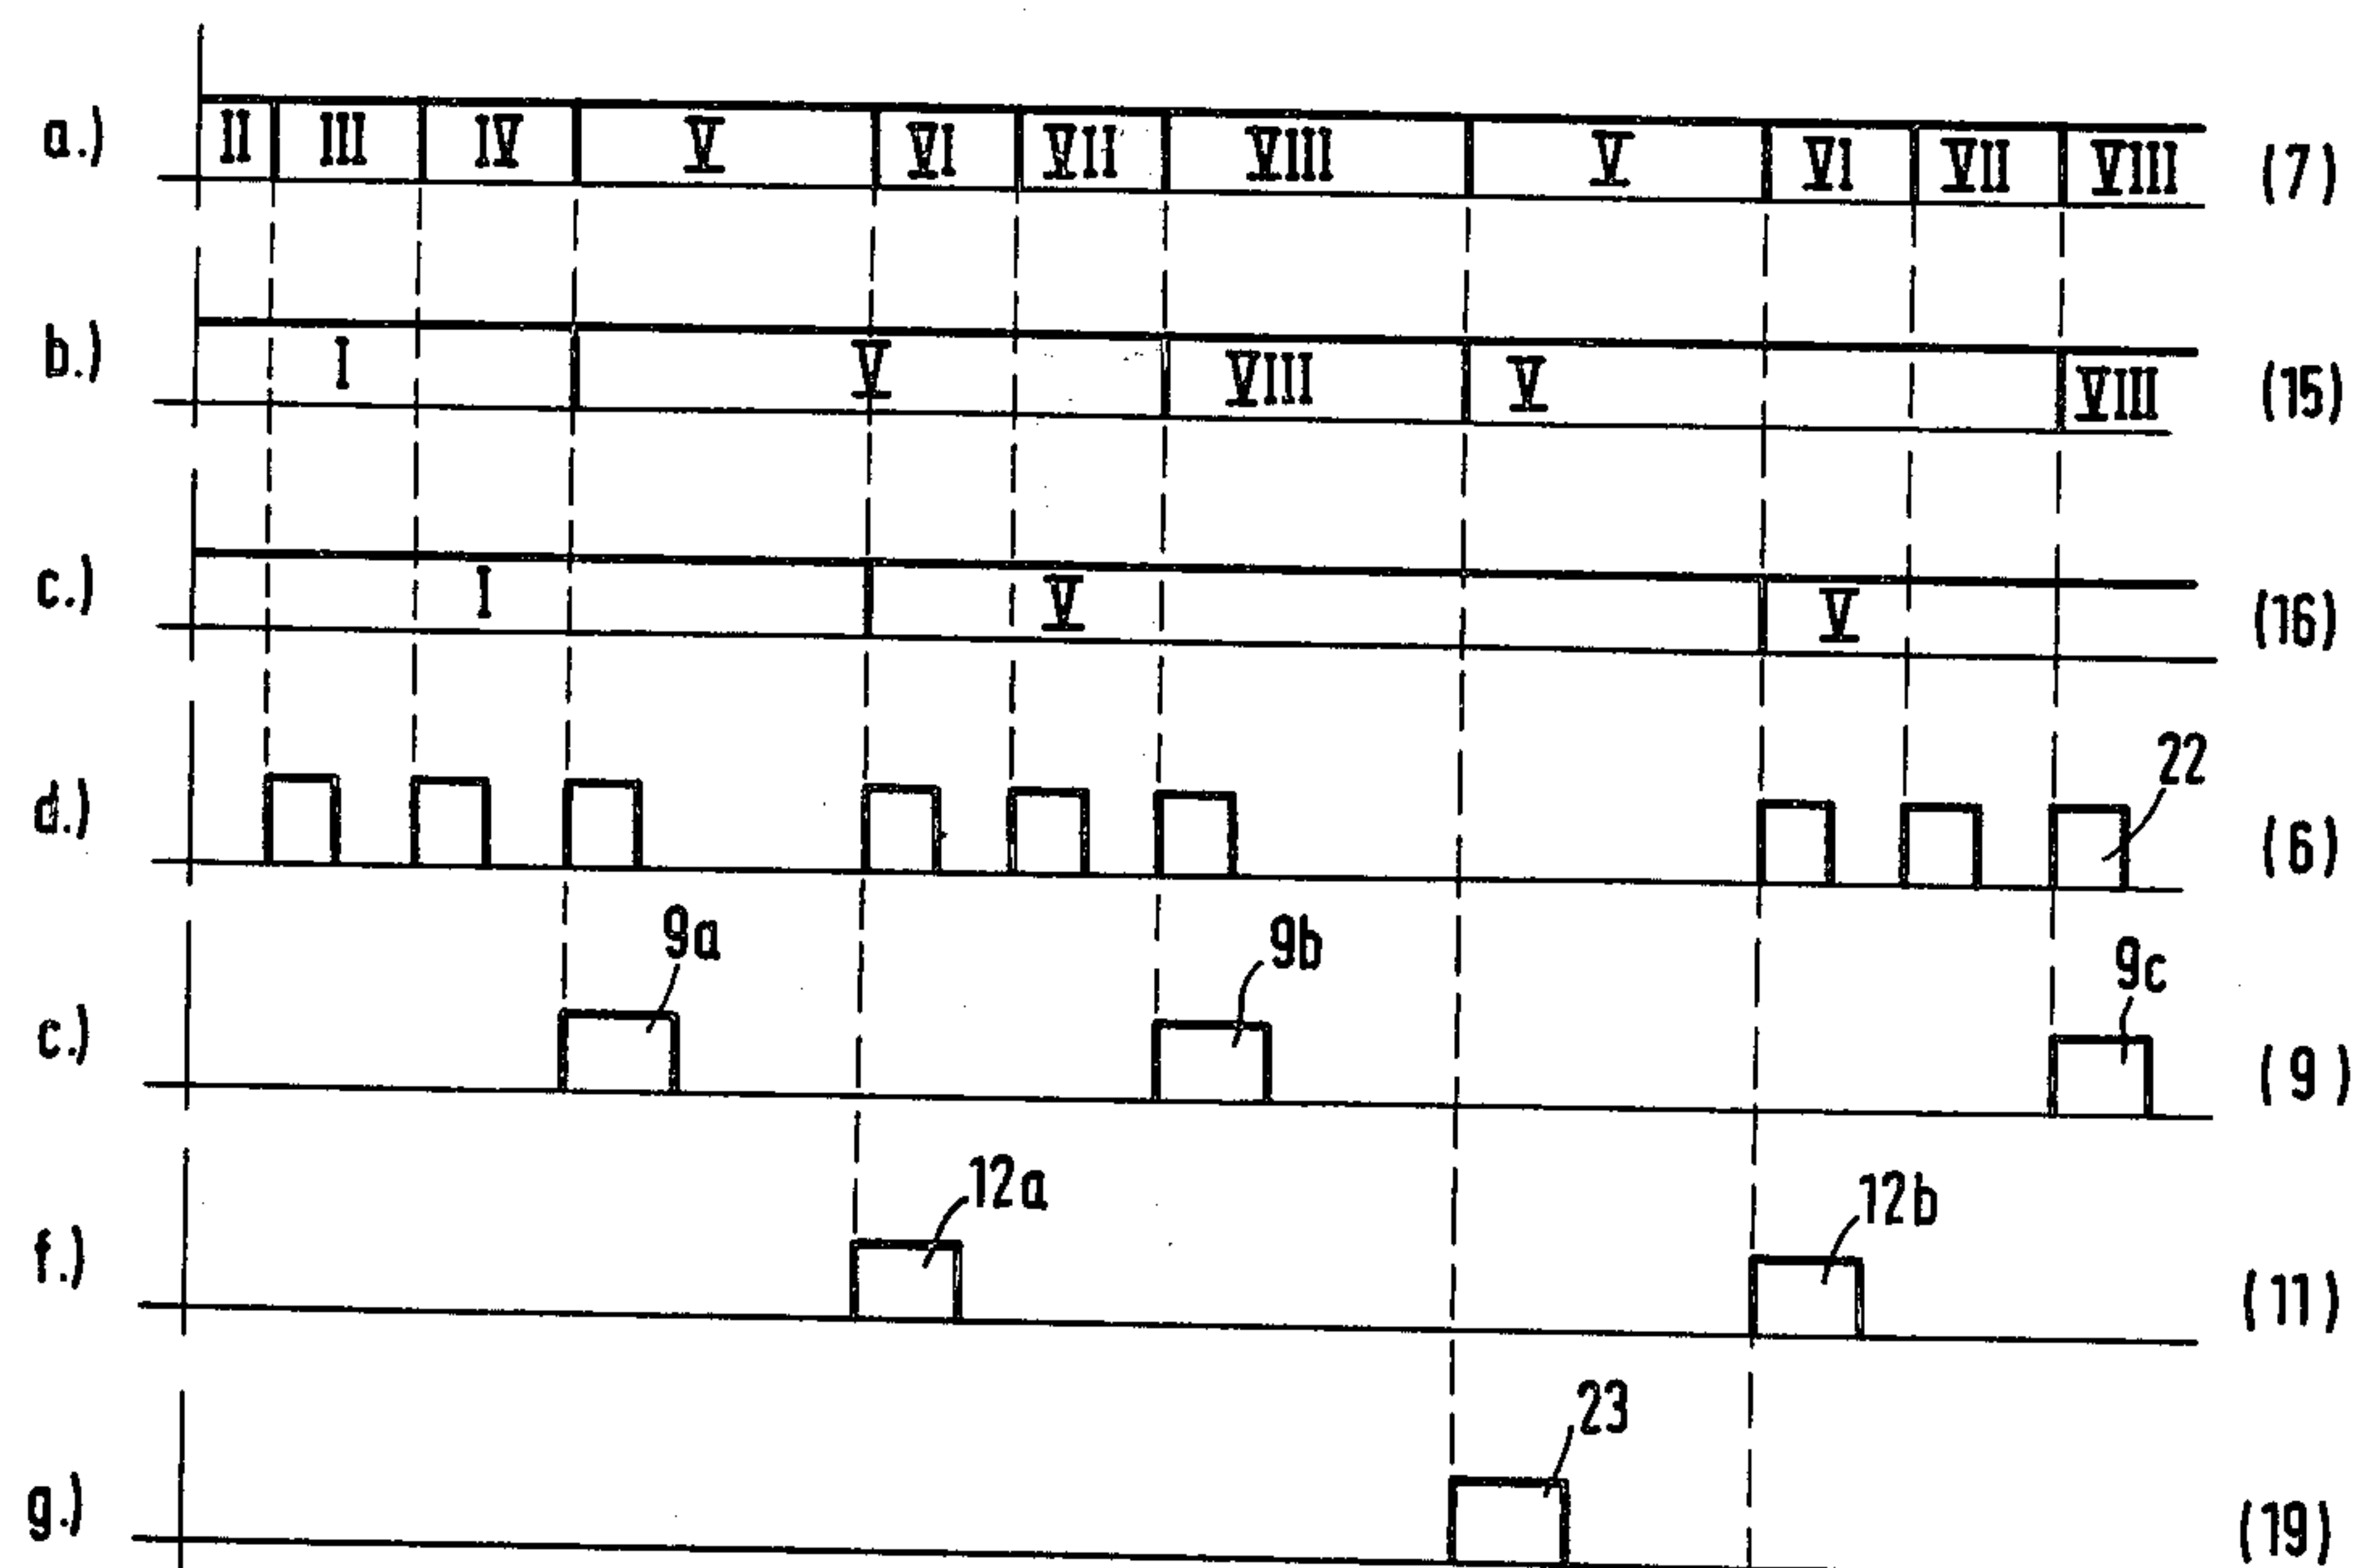 a.) II III IV V VI VII VIII V VI VII VIII (7)
b.) I V VIII V VIII (15)
c.) I V V (16)
22
d.) (6)
9a 9b 9c
c.) (9)
12a 12b
f.) (11)
23
g.) (19)